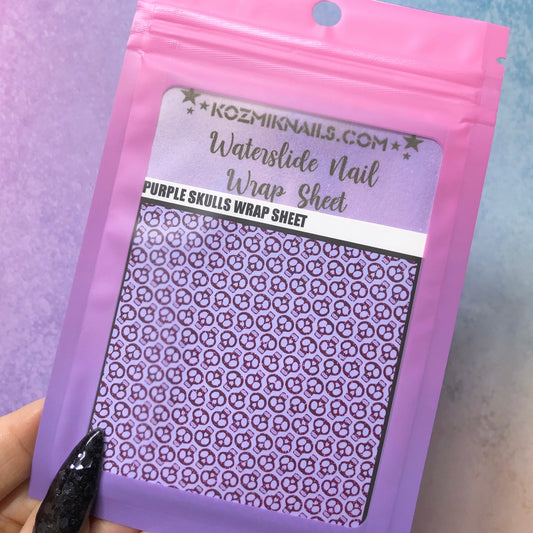 KOZMIKNAILS.COM
Waterslide Nail
Wrap Sheet
PURPLE SKULLS WRAP SHEET